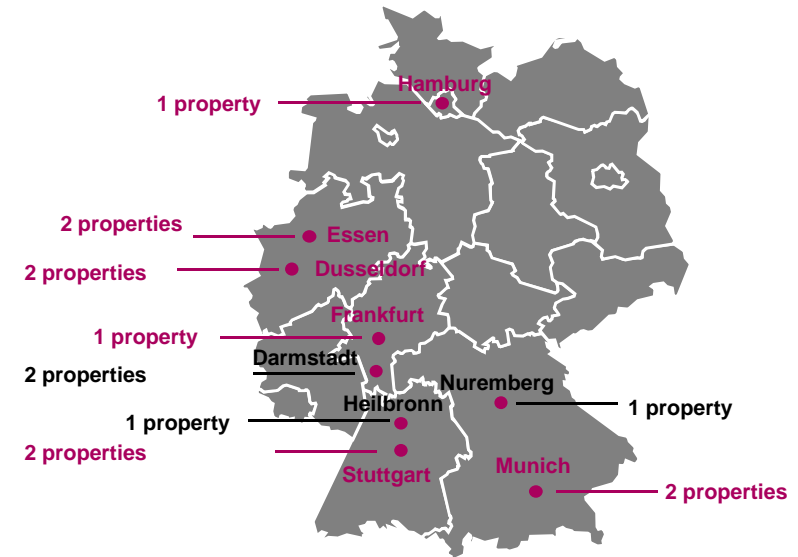 Hamburg
1 property
2 properties
Essen
2 properties
Dusseldorf
Frankfurt
1 property
Darmstadt
2 properties
Nuremberg
Heilbronn
1 property
1 property
2 properties
Stuttgart
Munich
2 properties